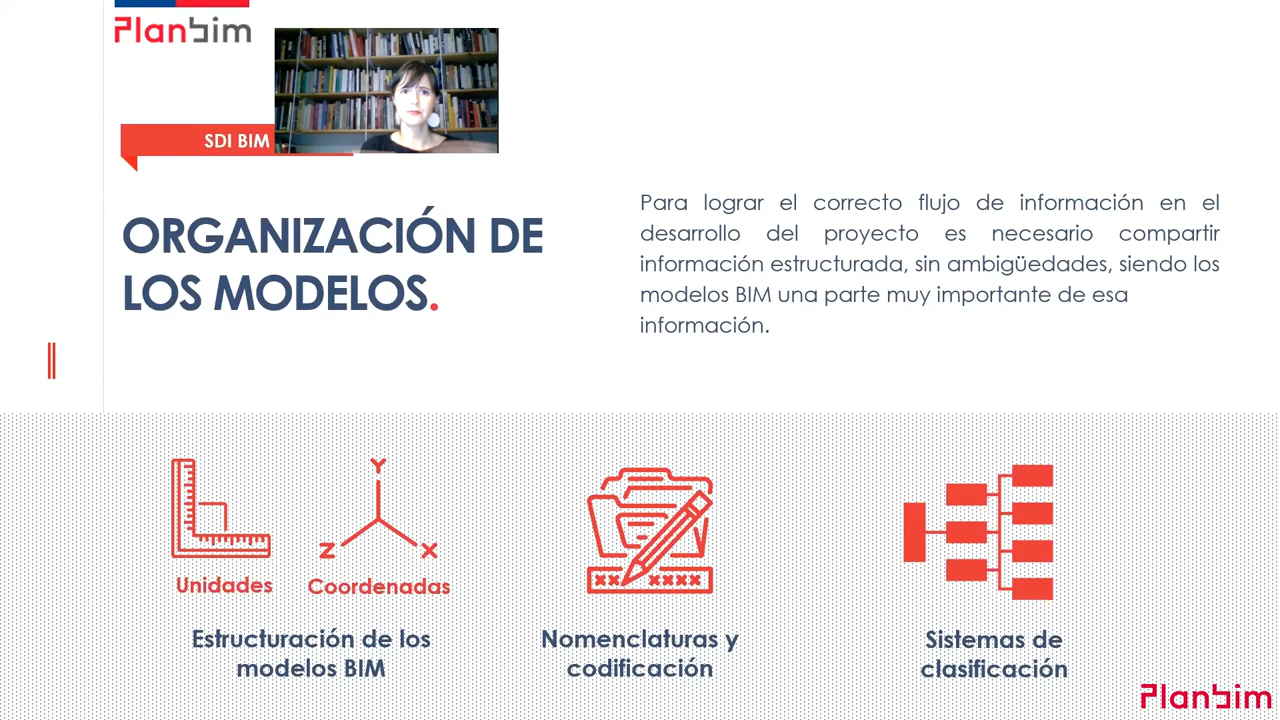 Planbim
SDI BIM
ORGANIZACIÓN DE
LOS MODELOS.
Para lograr el correcto flujo de información en el
desarrollo del proyecto es necesario compartir
información estructurada, sin ambigüedades, siendo los
modelos BIM una parte muy importante de esa
información.
Y
Z
X
Unidades
Coordenadas
Estructuración de los
modelos BIM
xx xxxx
Nomenclaturas y
codificación
Sistemas de
clasificación
Planbim